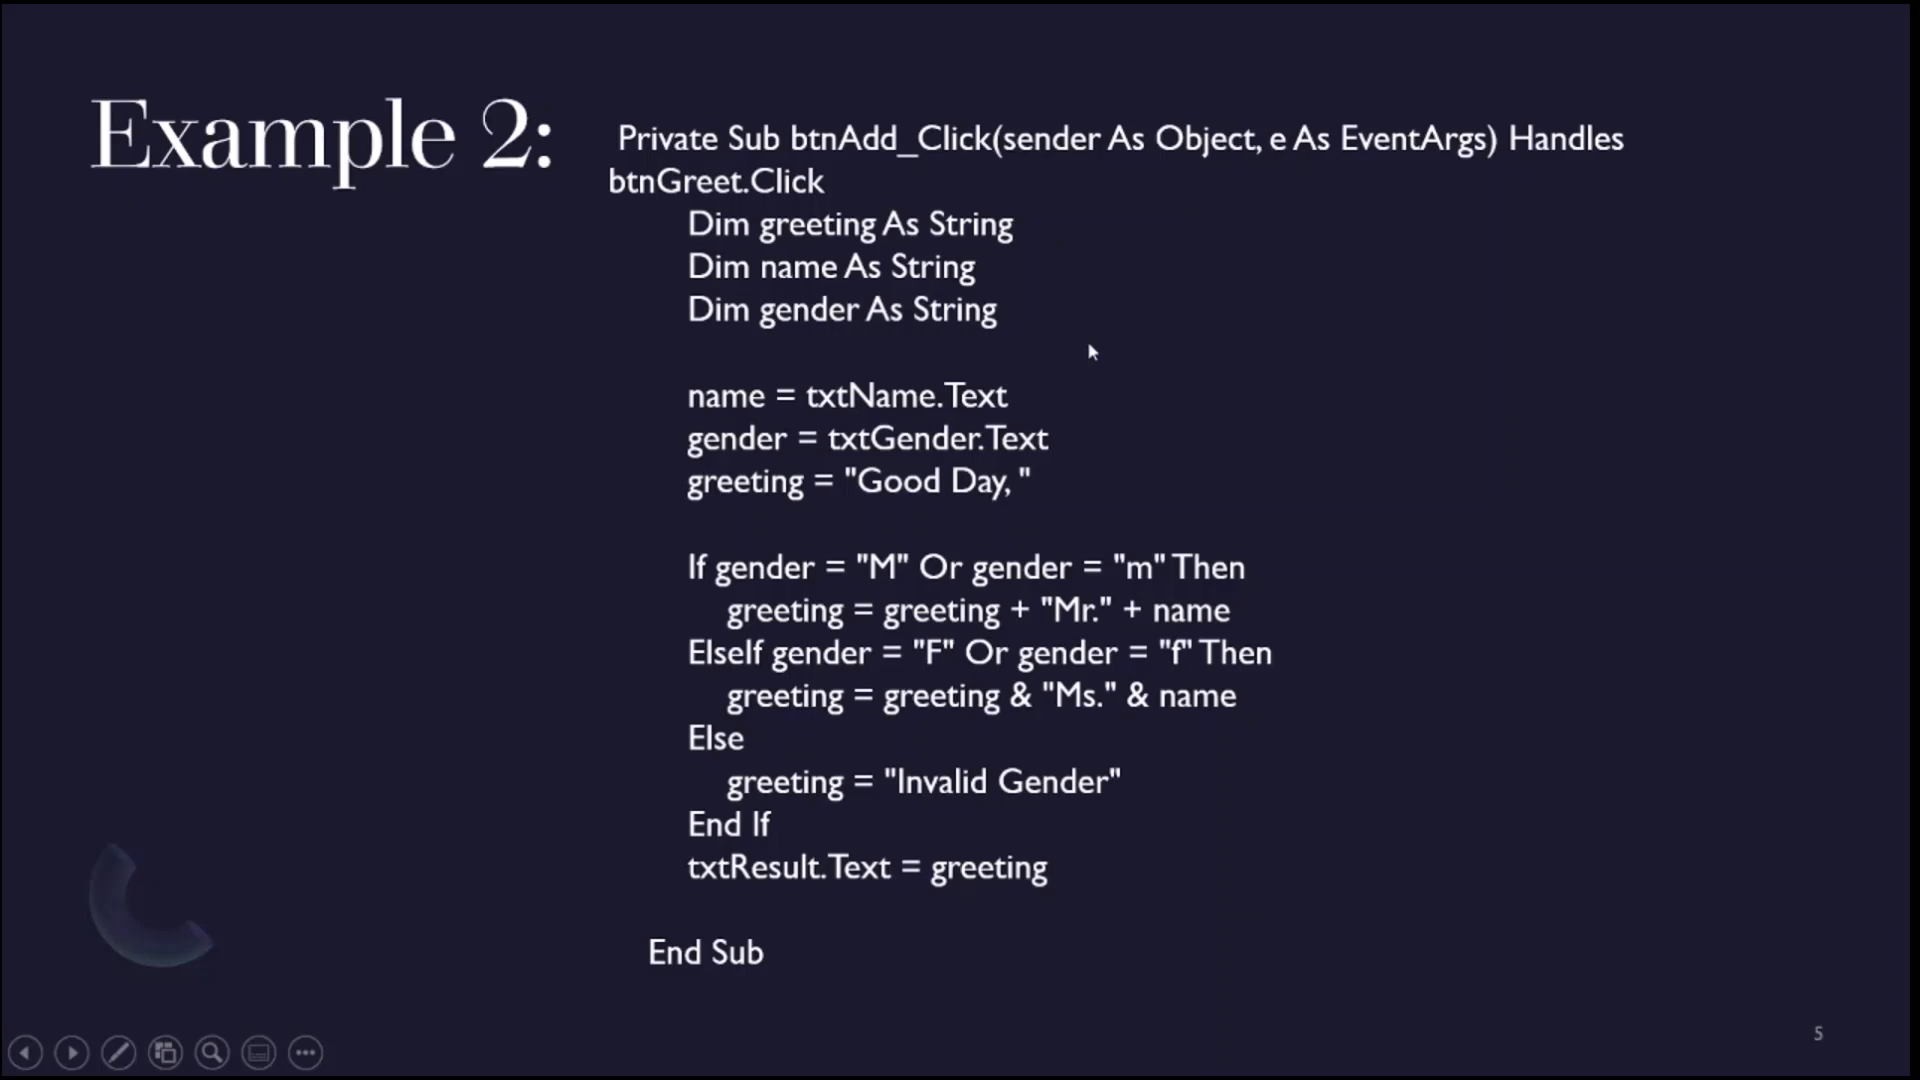 Example 2:
Private Sub btnAdd_Click(sender As Object, e As EventArgs) Handles
btnGreet.Click
Dim greeting As String
Dim name As String
Dim gender As String
name = txtName.Text
gender = txtGender.Text
greeting = "Good Day, "
If gender = "M" Or gender = "m" Then
greeting = greeting + "Mr." + name
ElseIf gender = "F" Or gender = "f" Then
greeting = greeting & "Ms." & name
Else
greeting = "Invalid Gender"
End If
txtResult.Text = greeting
End Sub
5